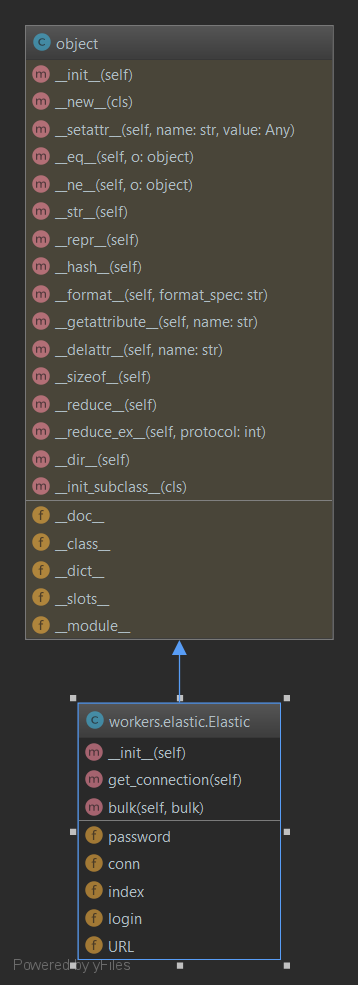 C object
m __init__(self)
m __new__(cls)
m __setattr__(self, name: str, value: Any)
m __eq__(self, o: object)
m __ne__(self, o: object)
m __str__(self)
m __repr__(self)
m __hash__(self)
m __format__(self, format_spec: str)
m __getattribute__(self, name: str)
m __delattr__(self, name: str)
m __sizeof__(self)
m __reduce__(self)
m __reduce_ex__(self, protocol: int)
m __dir__(self)
m __init_subclass__(cls)
f __doc__
f __class__
f __dict__
f __slots__
f __module__
C workers.elastic.Elastic
m __init__(self)
m get_connection(self)
m bulk(self, bulk)
f password
f conn
f index
f login
f URL
Powered by yFiles